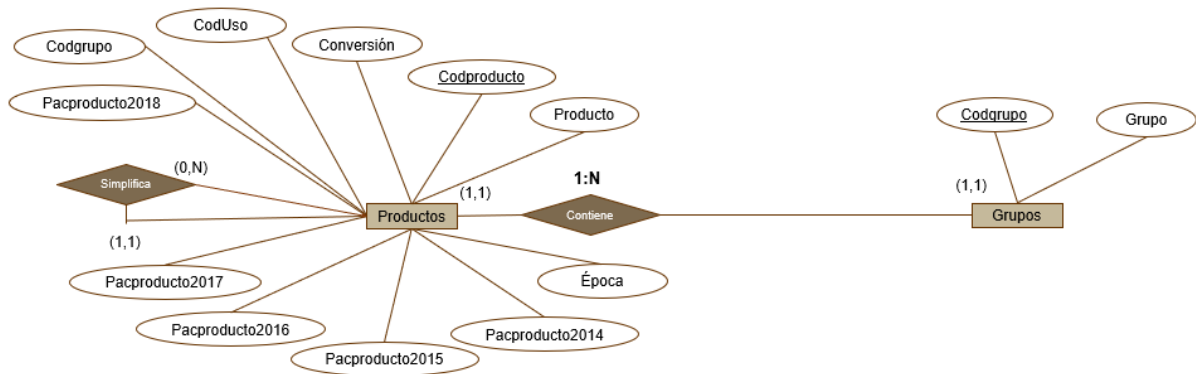 CodUso
Codgrupo
Conversión
Codproducto
Pacproducto2018
Producto
Codgrupo
Grupo
(0,N)
Simplifica
1:N
(1,1)
(1,1)
Productos
Contiene
Grupos
(1,1)
Pacproducto2017
Época
Pacproducto2016
Pacproducto2014
Pacproducto2015